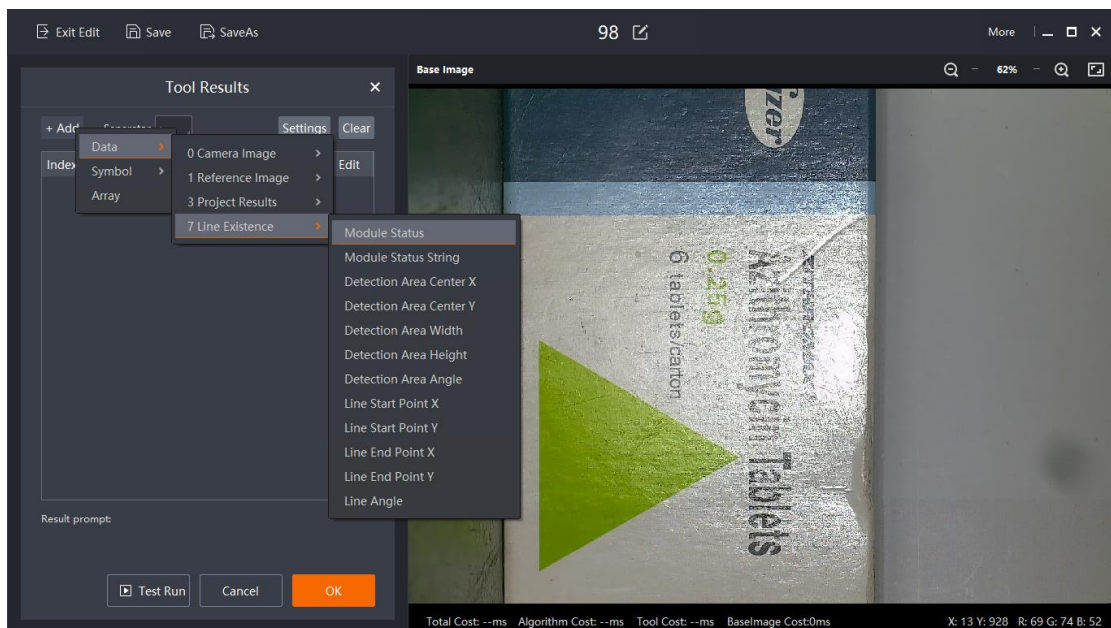 Exit Edit Save SaveAs 98 More
Base Image 62%
Tool Results
+ Add Settings Clear
Index Edit
Data
Symbol
Array
0 Camera Image
1 Reference Image
3 Project Results
7 Line Existence
Module Status
Module Status String
Detection Area Center X
Detection Area Center Y
Detection Area Width
Detection Area Height
Detection Area Angle
Line Start Point X
Line Start Point Y
Line End Point X
Line End Point Y
Line Angle
Result prompt:
Test Run Cancel OK
zer
Azithromycin Tablets
0.25g
6 tablets/carton
Total Cost: --ms Algorithm Cost: --ms Tool Cost: --ms BaseImage Cost:0ms X: 13 Y: 928 R: 69 G: 74 B: 52